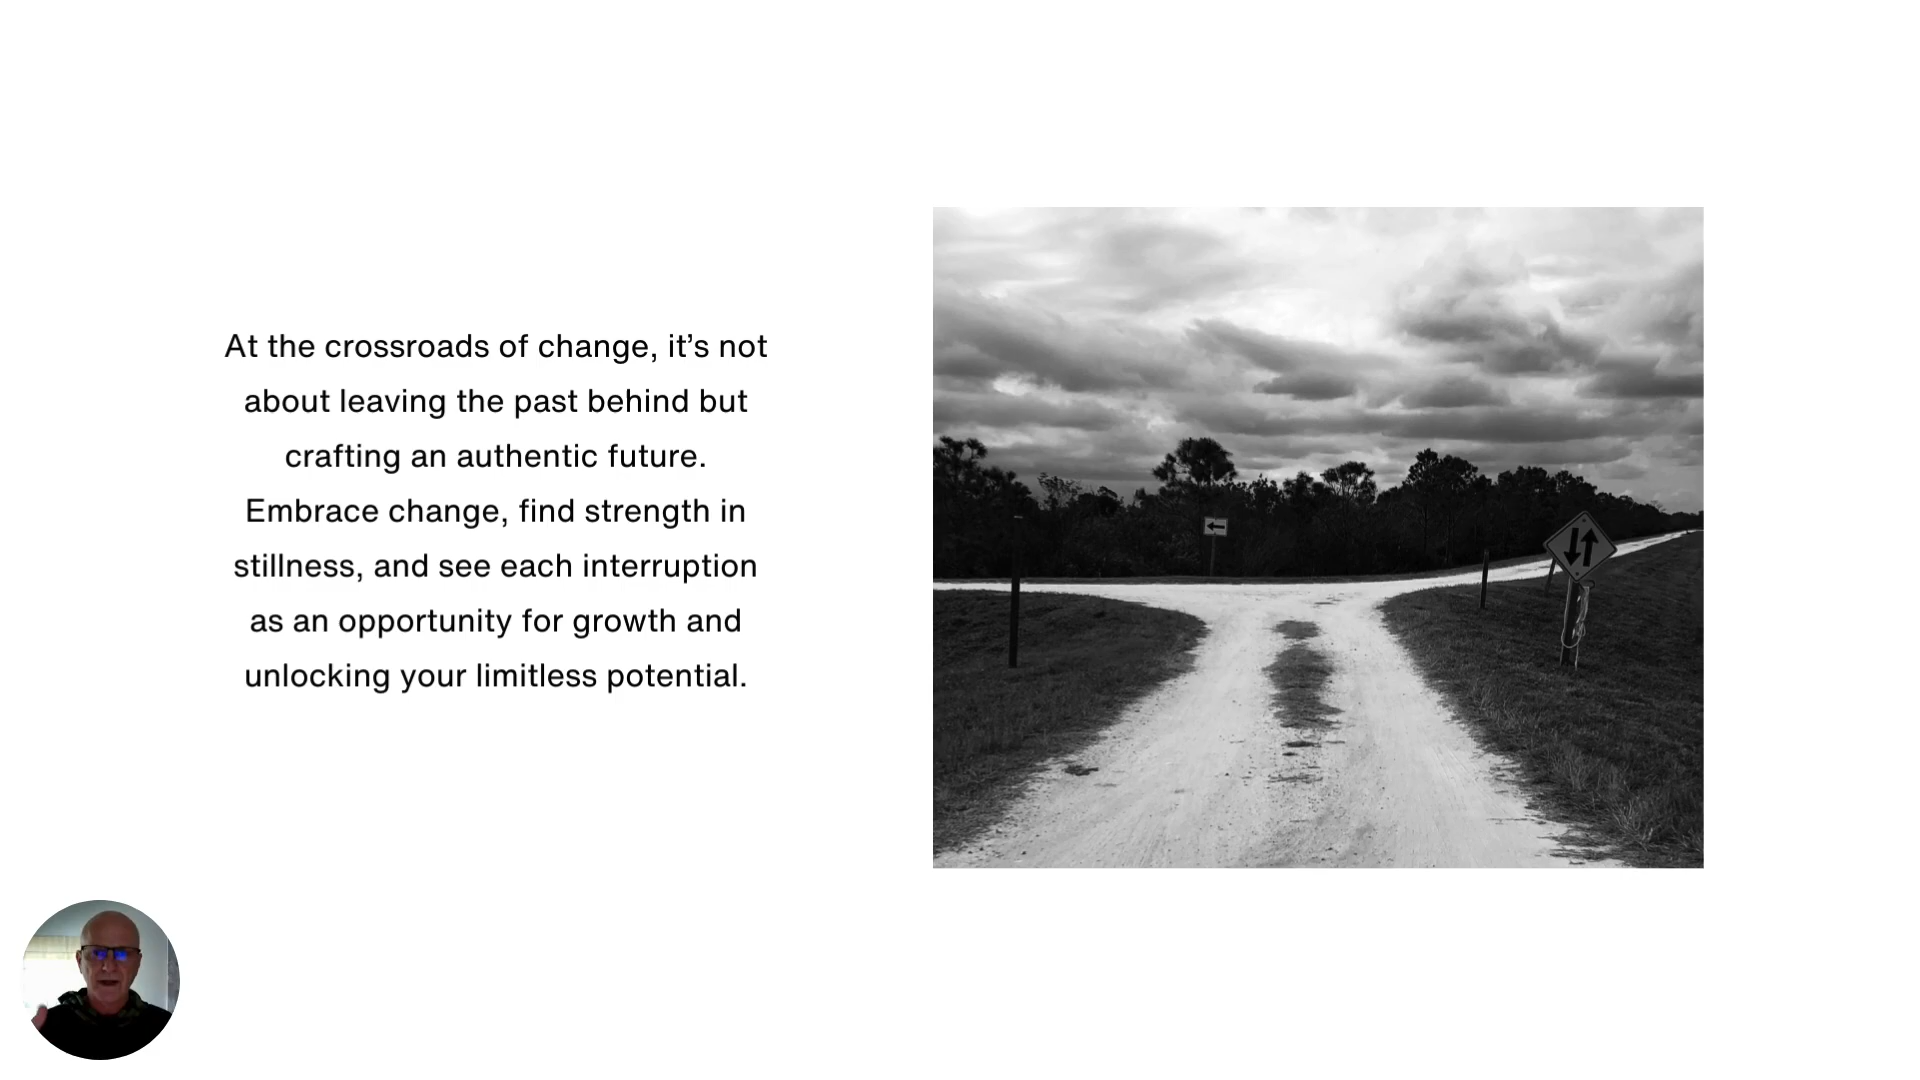 At the crossroads of change, it’s not
about leaving the past behind but
crafting an authentic future.
Embrace change, find strength in
stillness, and see each interruption
as an opportunity for growth and
unlocking your limitless potential.